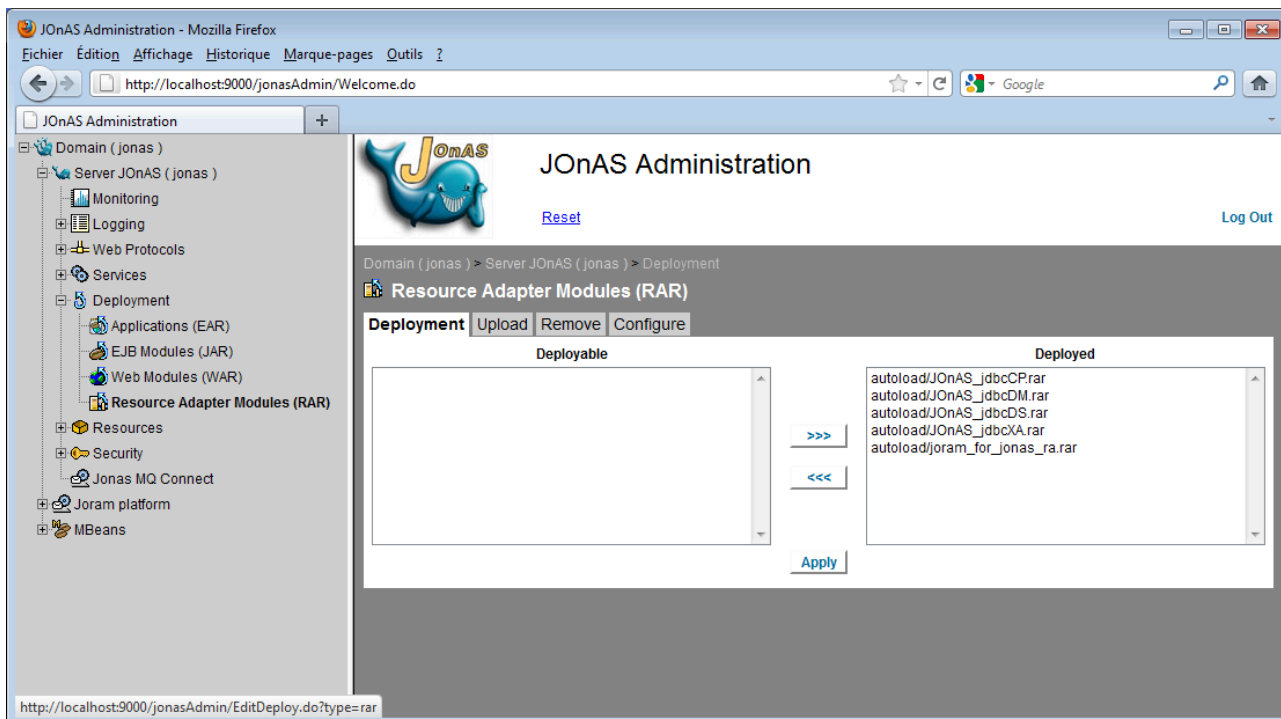 JOnAS Administration - Mozilla Firefox
Fichier Édition Affichage Historique Marque-pages Outils ?
http://localhost:9000/jonasAdmin/Welcome.do
Google
JOnAS Administration +
Domain ( jonas )
Server JOnAS ( jonas )
Monitoring
Logging
Web Protocols
Services
Deployment
Applications (EAR)
EJB Modules (JAR)
Web Modules (WAR)
Resource Adapter Modules (RAR)
Resources
Security
Jonas MQ Connect
Joram platform
MBeans
JOnAS
JOnAS Administration
Reset
Log Out
Domain ( jonas ) > Server JOnAS ( jonas ) > Deployment
Resource Adapter Modules (RAR)
Deployment Upload Remove Configure
Deployable
Deployed
autoload/JOnAS_jdbcCP.rar
autoload/JOnAS_jdbcDM.rar
autoload/JOnAS_jdbcDS.rar
autoload/JOnAS_jdbcXA.rar
autoload/joram_for_jonas_ra.rar
>>>
<<<
Apply
http://localhost:9000/jonasAdmin/EditDeploy.do?type=rar